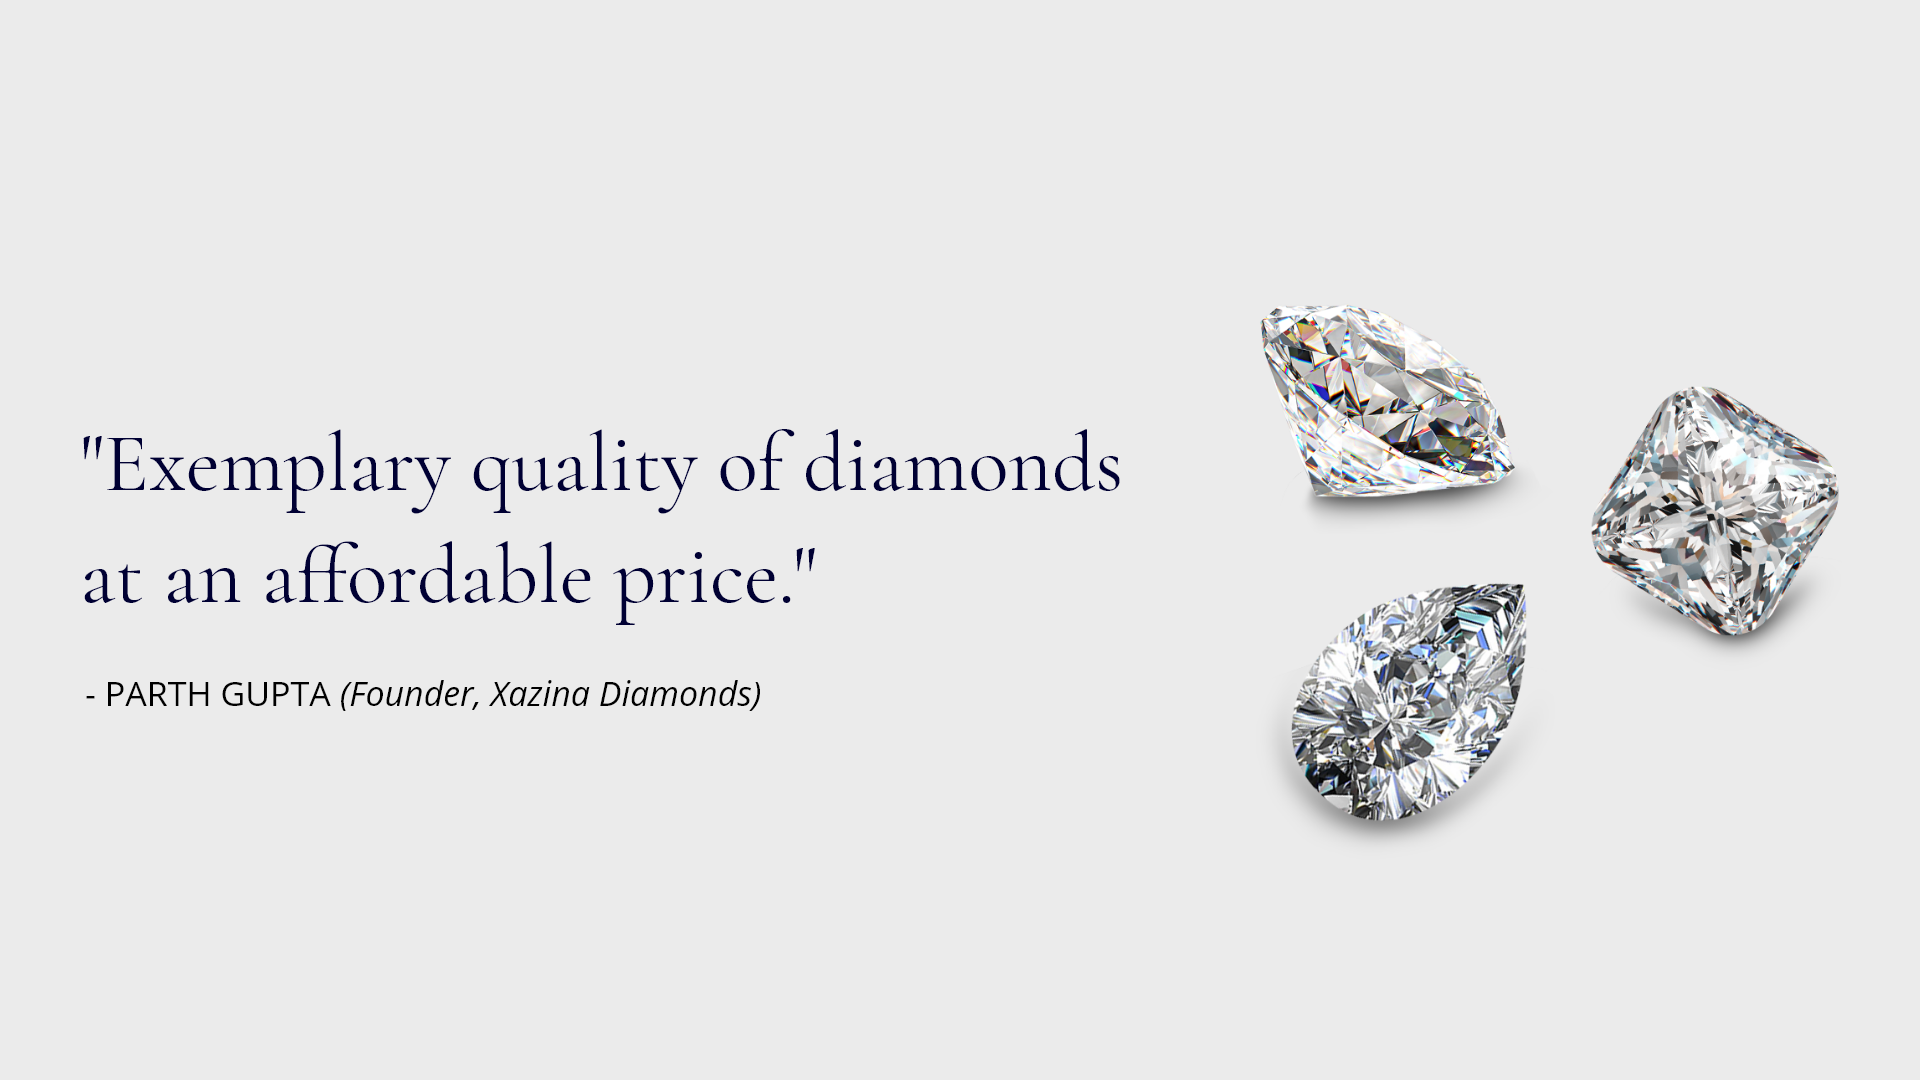 "Exemplary quality of diamonds
at an affordable price."
- PARTH GUPTA (Founder, Xazina Diamonds)